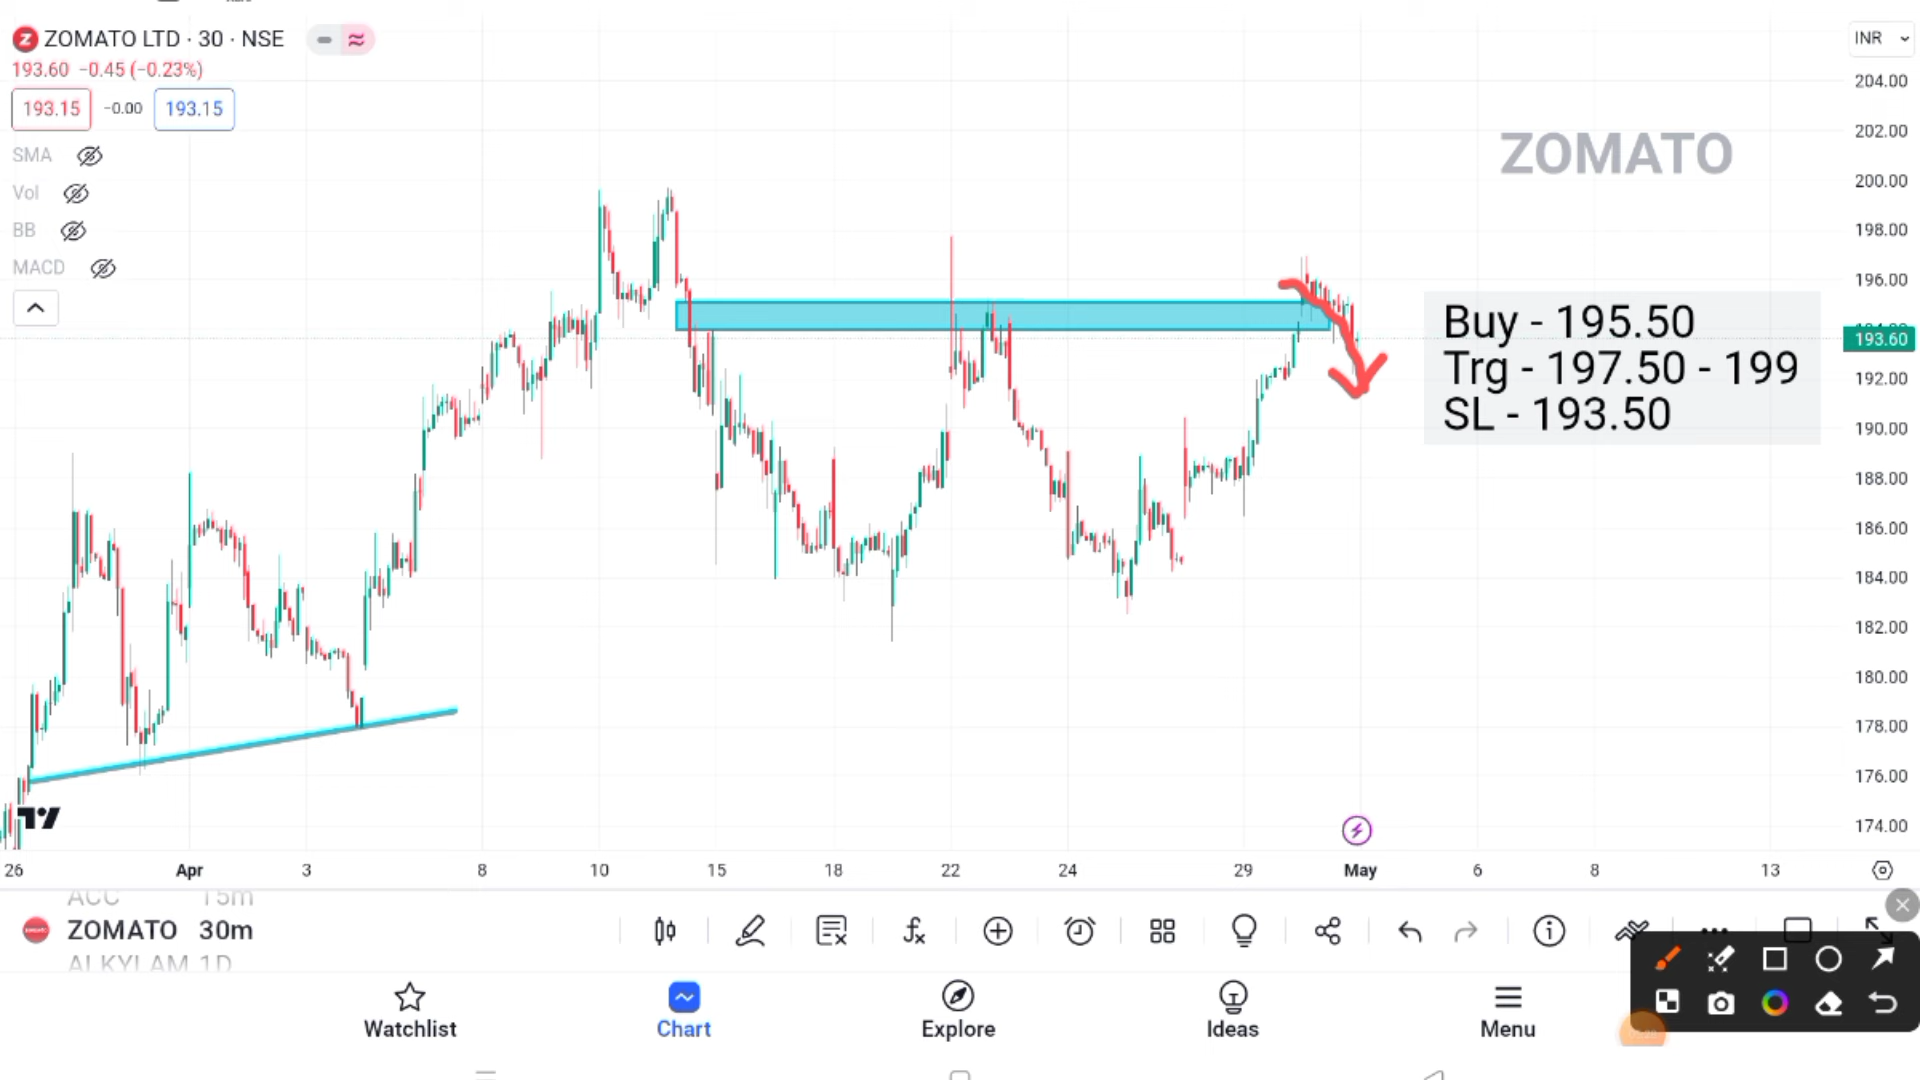 ZOMATO LTD · 30 · NSE
193.60 −0.45 (−0.23%)
193.15 −0.00 193.15
SMA
Vol
BB
MACD
INR
204.00
202.00
200.00
198.00
196.00
193.60
192.00
190.00
188.00
186.00
184.00
182.00
180.00
178.00
176.00
174.00
ZOMATO
Buy - 195.50
Trg - 197.50 - 199
SL - 193.50
26 Apr 3 8 10 15 18 22 24 29 May 6 8 13
ACC 15m
ZOMATO 30m
ALKYLAM 1D
Watchlist Chart Explore Ideas Menu